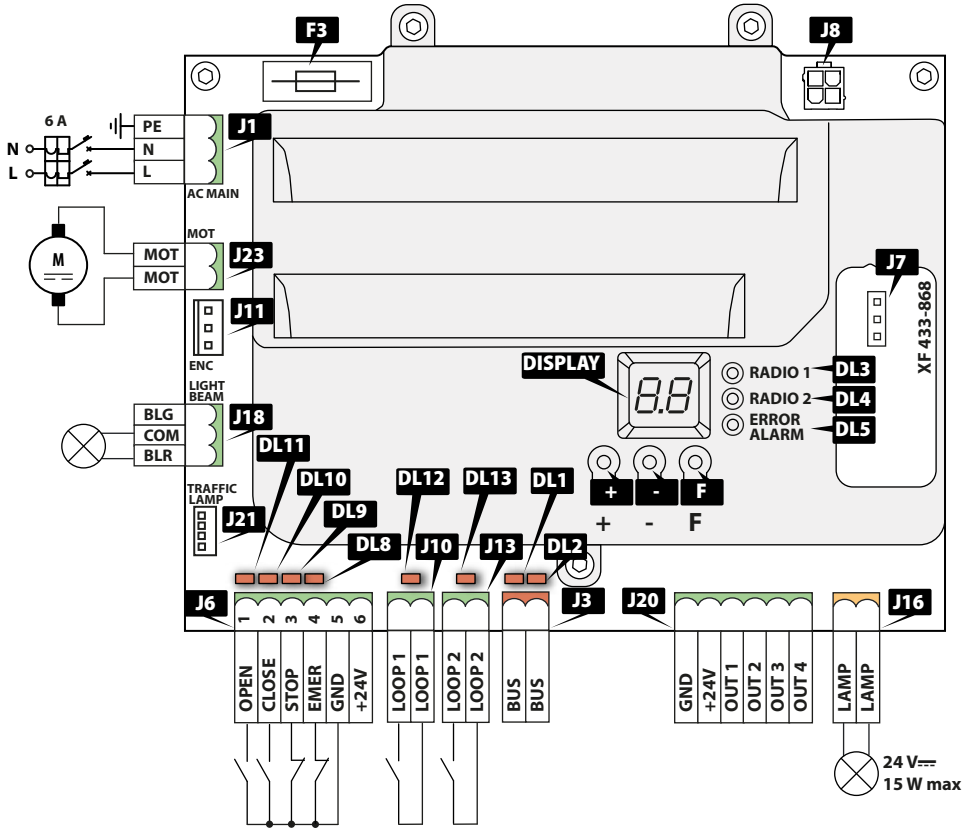 F3
J8
6 A
PE
J1
N
N
L
L
AC MAIN
MOT
M
MOT
J23
MOT
J7
J11
XF 433-868
ENC
DISPLAY
8.8
RADIO 1
DL3
RADIO 2
DL4
ERROR
ALARM
DL5
LIGHT
BEAM
BLG
J18
COM
BLR
DL11
DL10
DL12
DL13
DL1
+
-
F
+ - F
TRAFFIC
LAMP
J21
DL9
DL8
J10
J13
DL2
J6
J3
J20
J16
1 2 3 4 5 6
OPEN
CLOSE
STOP
EMER
GND
+24V
LOOP 1
LOOP 1
LOOP 2
LOOP 2
BUS
BUS
GND
+24V
OUT 1
OUT 2
OUT 3
OUT 4
LAMP
LAMP
24 V
15 W max